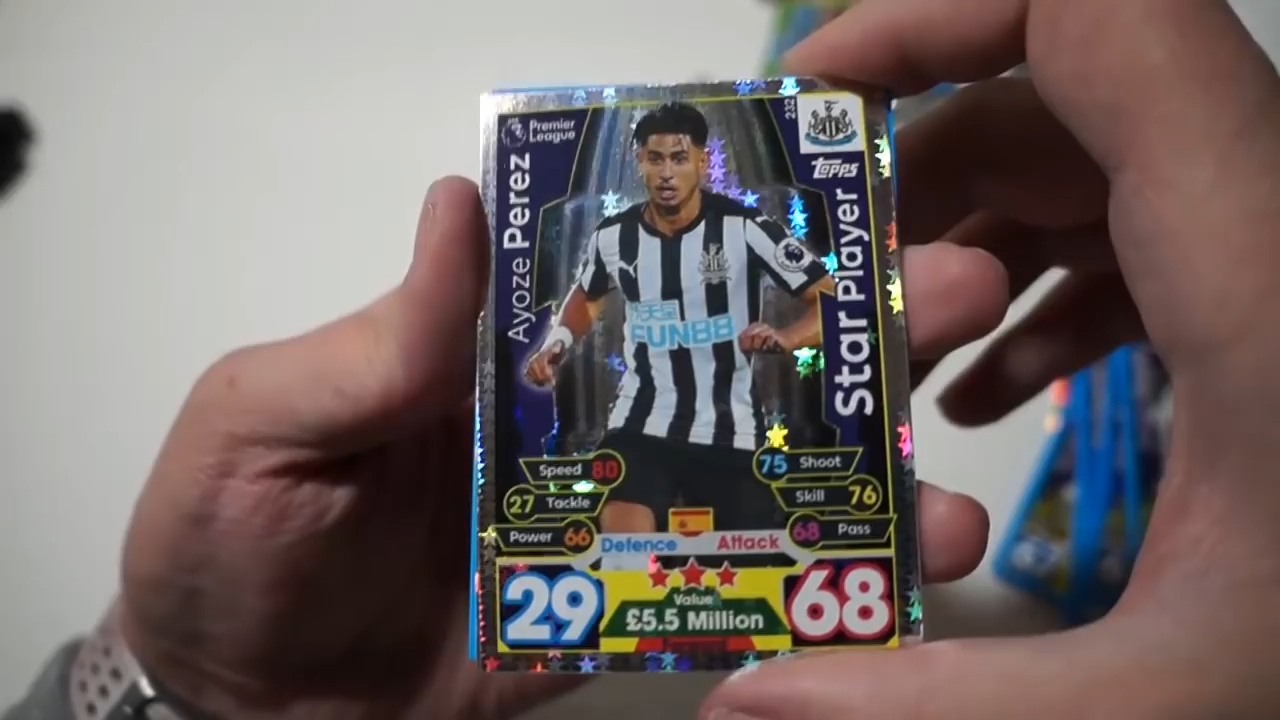 Premier
League
232
TOPPS
Ayoze Perez
Star Player
FUN88
Speed 80
75 Shoot
27 Tackle
Skill 76
Power 66
68 Pass
Defence
Attack
29
Value
£5.5 Million
68